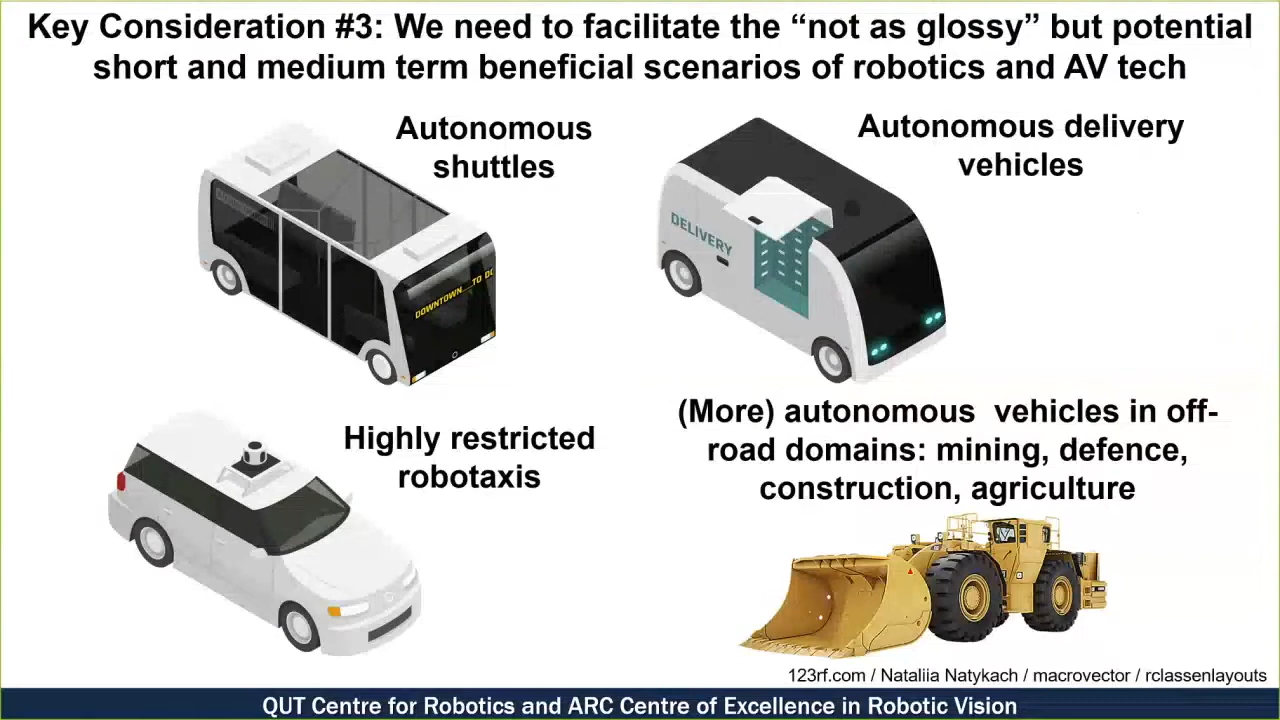 Key Consideration #3: We need to facilitate the “not as glossy” but potential
short and medium term beneficial scenarios of robotics and AV tech
Autonomous
shuttles
Autonomous delivery
vehicles
DOWNTOWN__TO DO
DELIVERY
Highly restricted
robotaxis
(More) autonomous vehicles in off-
road domains: mining, defence,
construction, agriculture
123rf.com / Nataliia Natykach / macrovector / rclassenlayouts
QUT Centre for Robotics and ARC Centre of Excellence in Robotic Vision